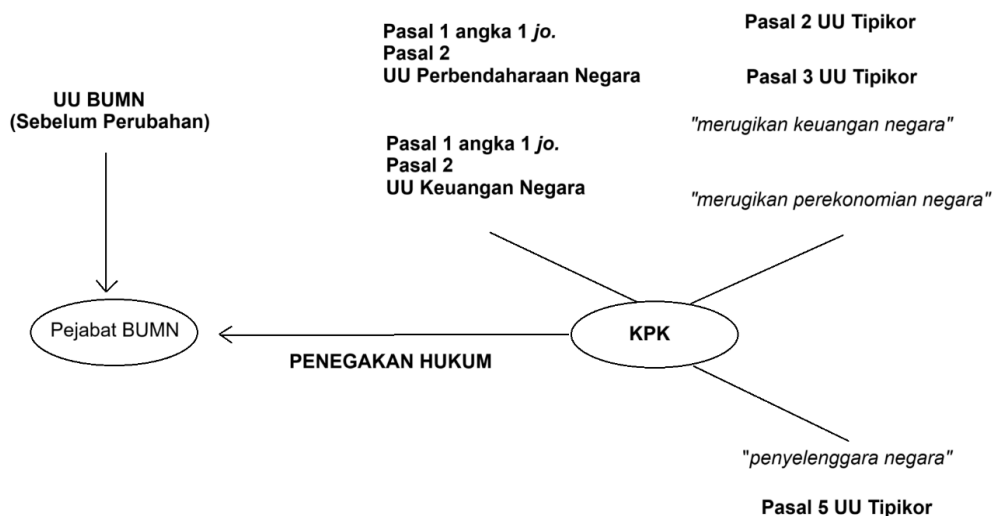 UU BUMN
(Sebelum Perubahan)
Pasal 1 angka 1 jo.
Pasal 2
UU Perbendaharaan Negara
Pasal 1 angka 1 jo.
Pasal 2
UU Keuangan Negara
Pasal 2 UU Tipikor
Pasal 3 UU Tipikor
"merugikan keuangan negara"
"merugikan perekonomian negara"
Pejabat BUMN
PENEGAKAN HUKUM
KPK
"penyelenggara negara"
Pasal 5 UU Tipikor